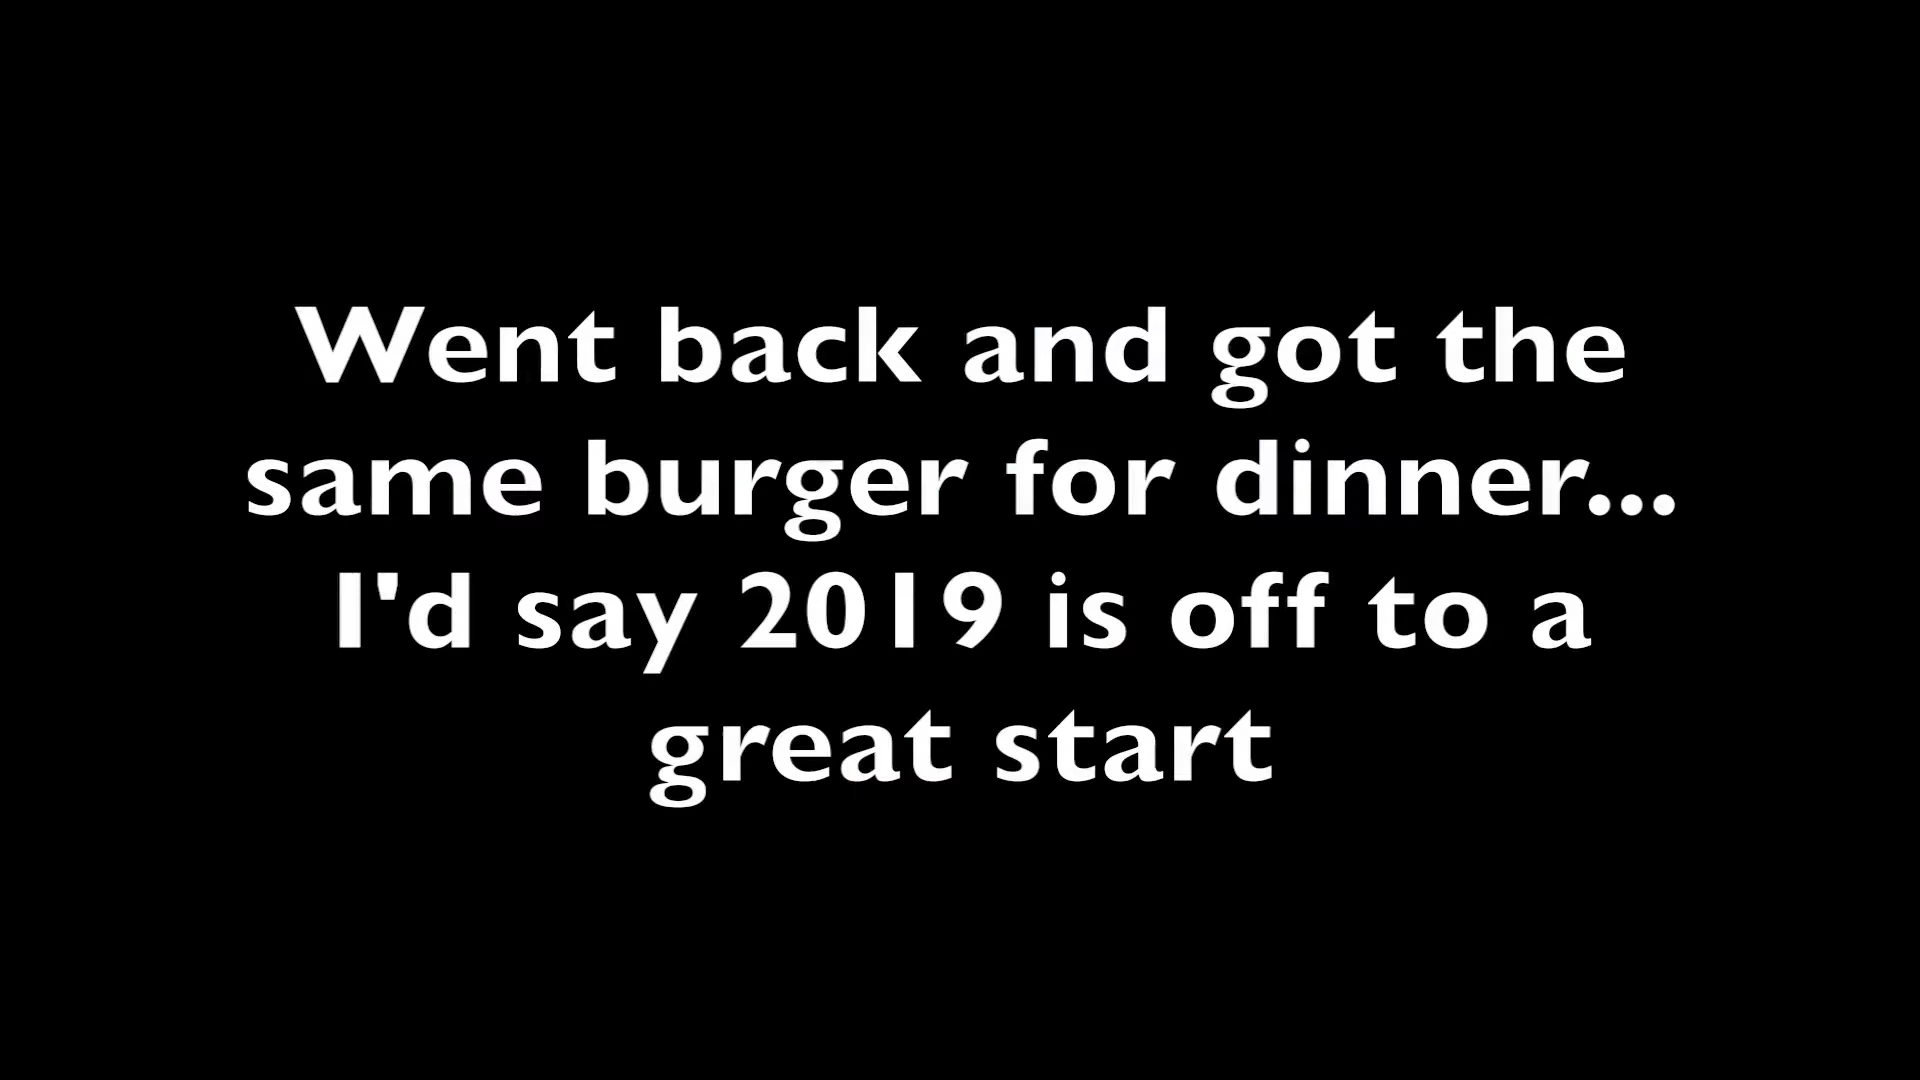 Went back and got the
same burger for dinner...
I'd say 2019 is off to a
great start